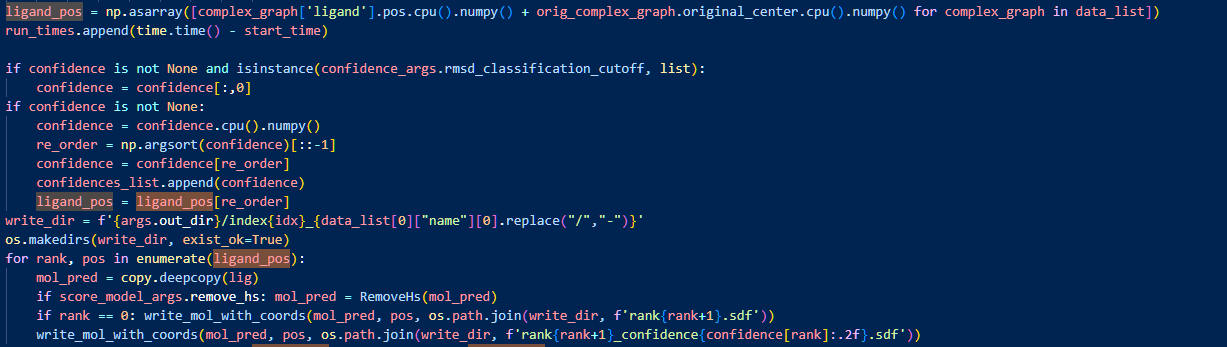 ligand_pos = np.asarray([complex_graph['ligand'].pos.cpu().numpy() + orig_complex_graph.original_center.cpu().numpy() for complex_graph in data_list])
run_times.append(time.time() - start_time)
if confidence is not None and isinstance(confidence_args.rmsd_classification_cutoff, list):
    confidence = confidence[:,0]
if confidence is not None:
    confidence = confidence.cpu().numpy()
    re_order = np.argsort(confidence)[::-1]
    confidence = confidence[re_order]
    confidences_list.append(confidence)
    ligand_pos = ligand_pos[re_order]
write_dir = f'{args.out_dir}/index{idx}_{data_list[0]["name"][0].replace("/","-")}'
os.makedirs(write_dir, exist_ok=True)
for rank, pos in enumerate(ligand_pos):
    mol_pred = copy.deepcopy(lig)
    if score_model_args.remove_hs: mol_pred = RemoveHs(mol_pred)
    if rank == 0: write_mol_with_coords(mol_pred, pos, os.path.join(write_dir, f'rank{rank+1}.sdf'))
    write_mol_with_coords(mol_pred, pos, os.path.join(write_dir, f'rank{rank+1}_confidence{confidence[rank]:.2f}.sdf'))